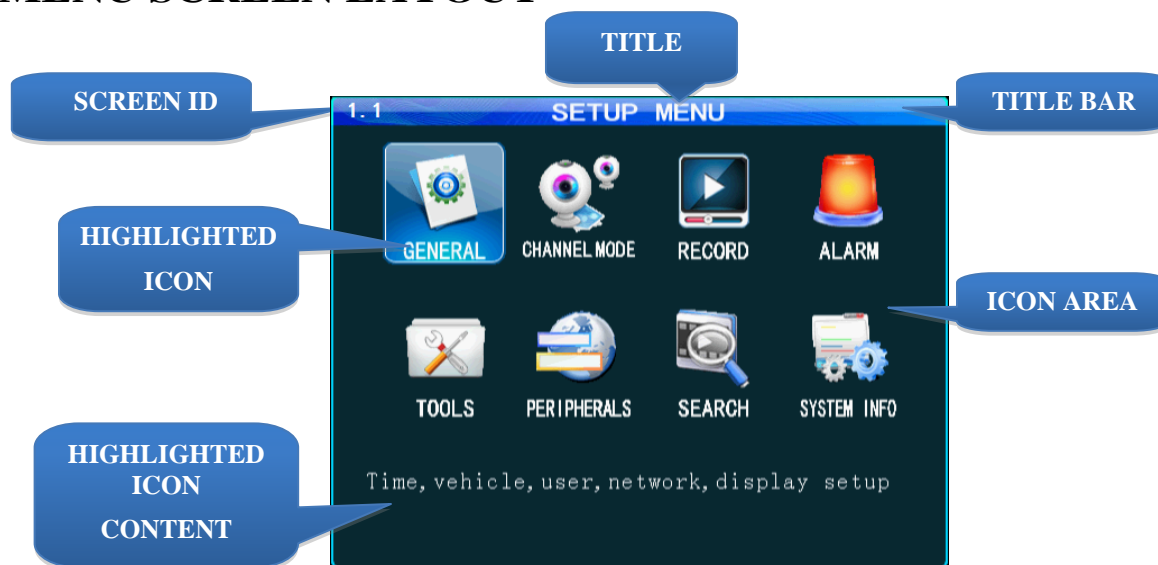 MENU SCREEN LAYOUT
TITLE
SCREEN ID
TITLE BAR
1.1
SETUP MENU
GENERAL
CHANNEL MODE
RECORD
ALARM
HIGHLIGHTED
ICON
ICON AREA
TOOLS
PERIPHERALS
SEARCH
SYSTEM INFO
HIGHLIGHTED
ICON
CONTENT
Time,vehicle,user,network,display setup